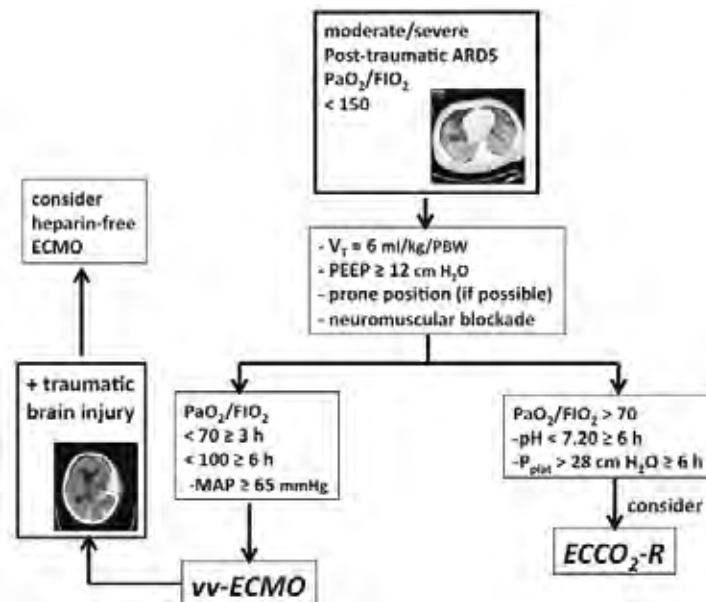 moderate/severe
Post-traumatic ARDS
PaO₂/FIO₂
< 150
consider
heparin-free
ECMO
- V_T = 6 ml/kg/PBW
- PEEP ≥ 12 cm H₂O
- prone position (if possible)
- neuromuscular blockade
+ traumatic
brain injury
PaO₂/FIO₂
< 70 ≥ 3 h
< 100 ≥ 6 h
-MAP ≥ 65 mmHg
PaO₂/FIO₂ > 70
-pH < 7.20 ≥ 6 h
-P_plat > 28 cm H₂O ≥ 6 h
consider
vv-ECMO
ECCO₂-R